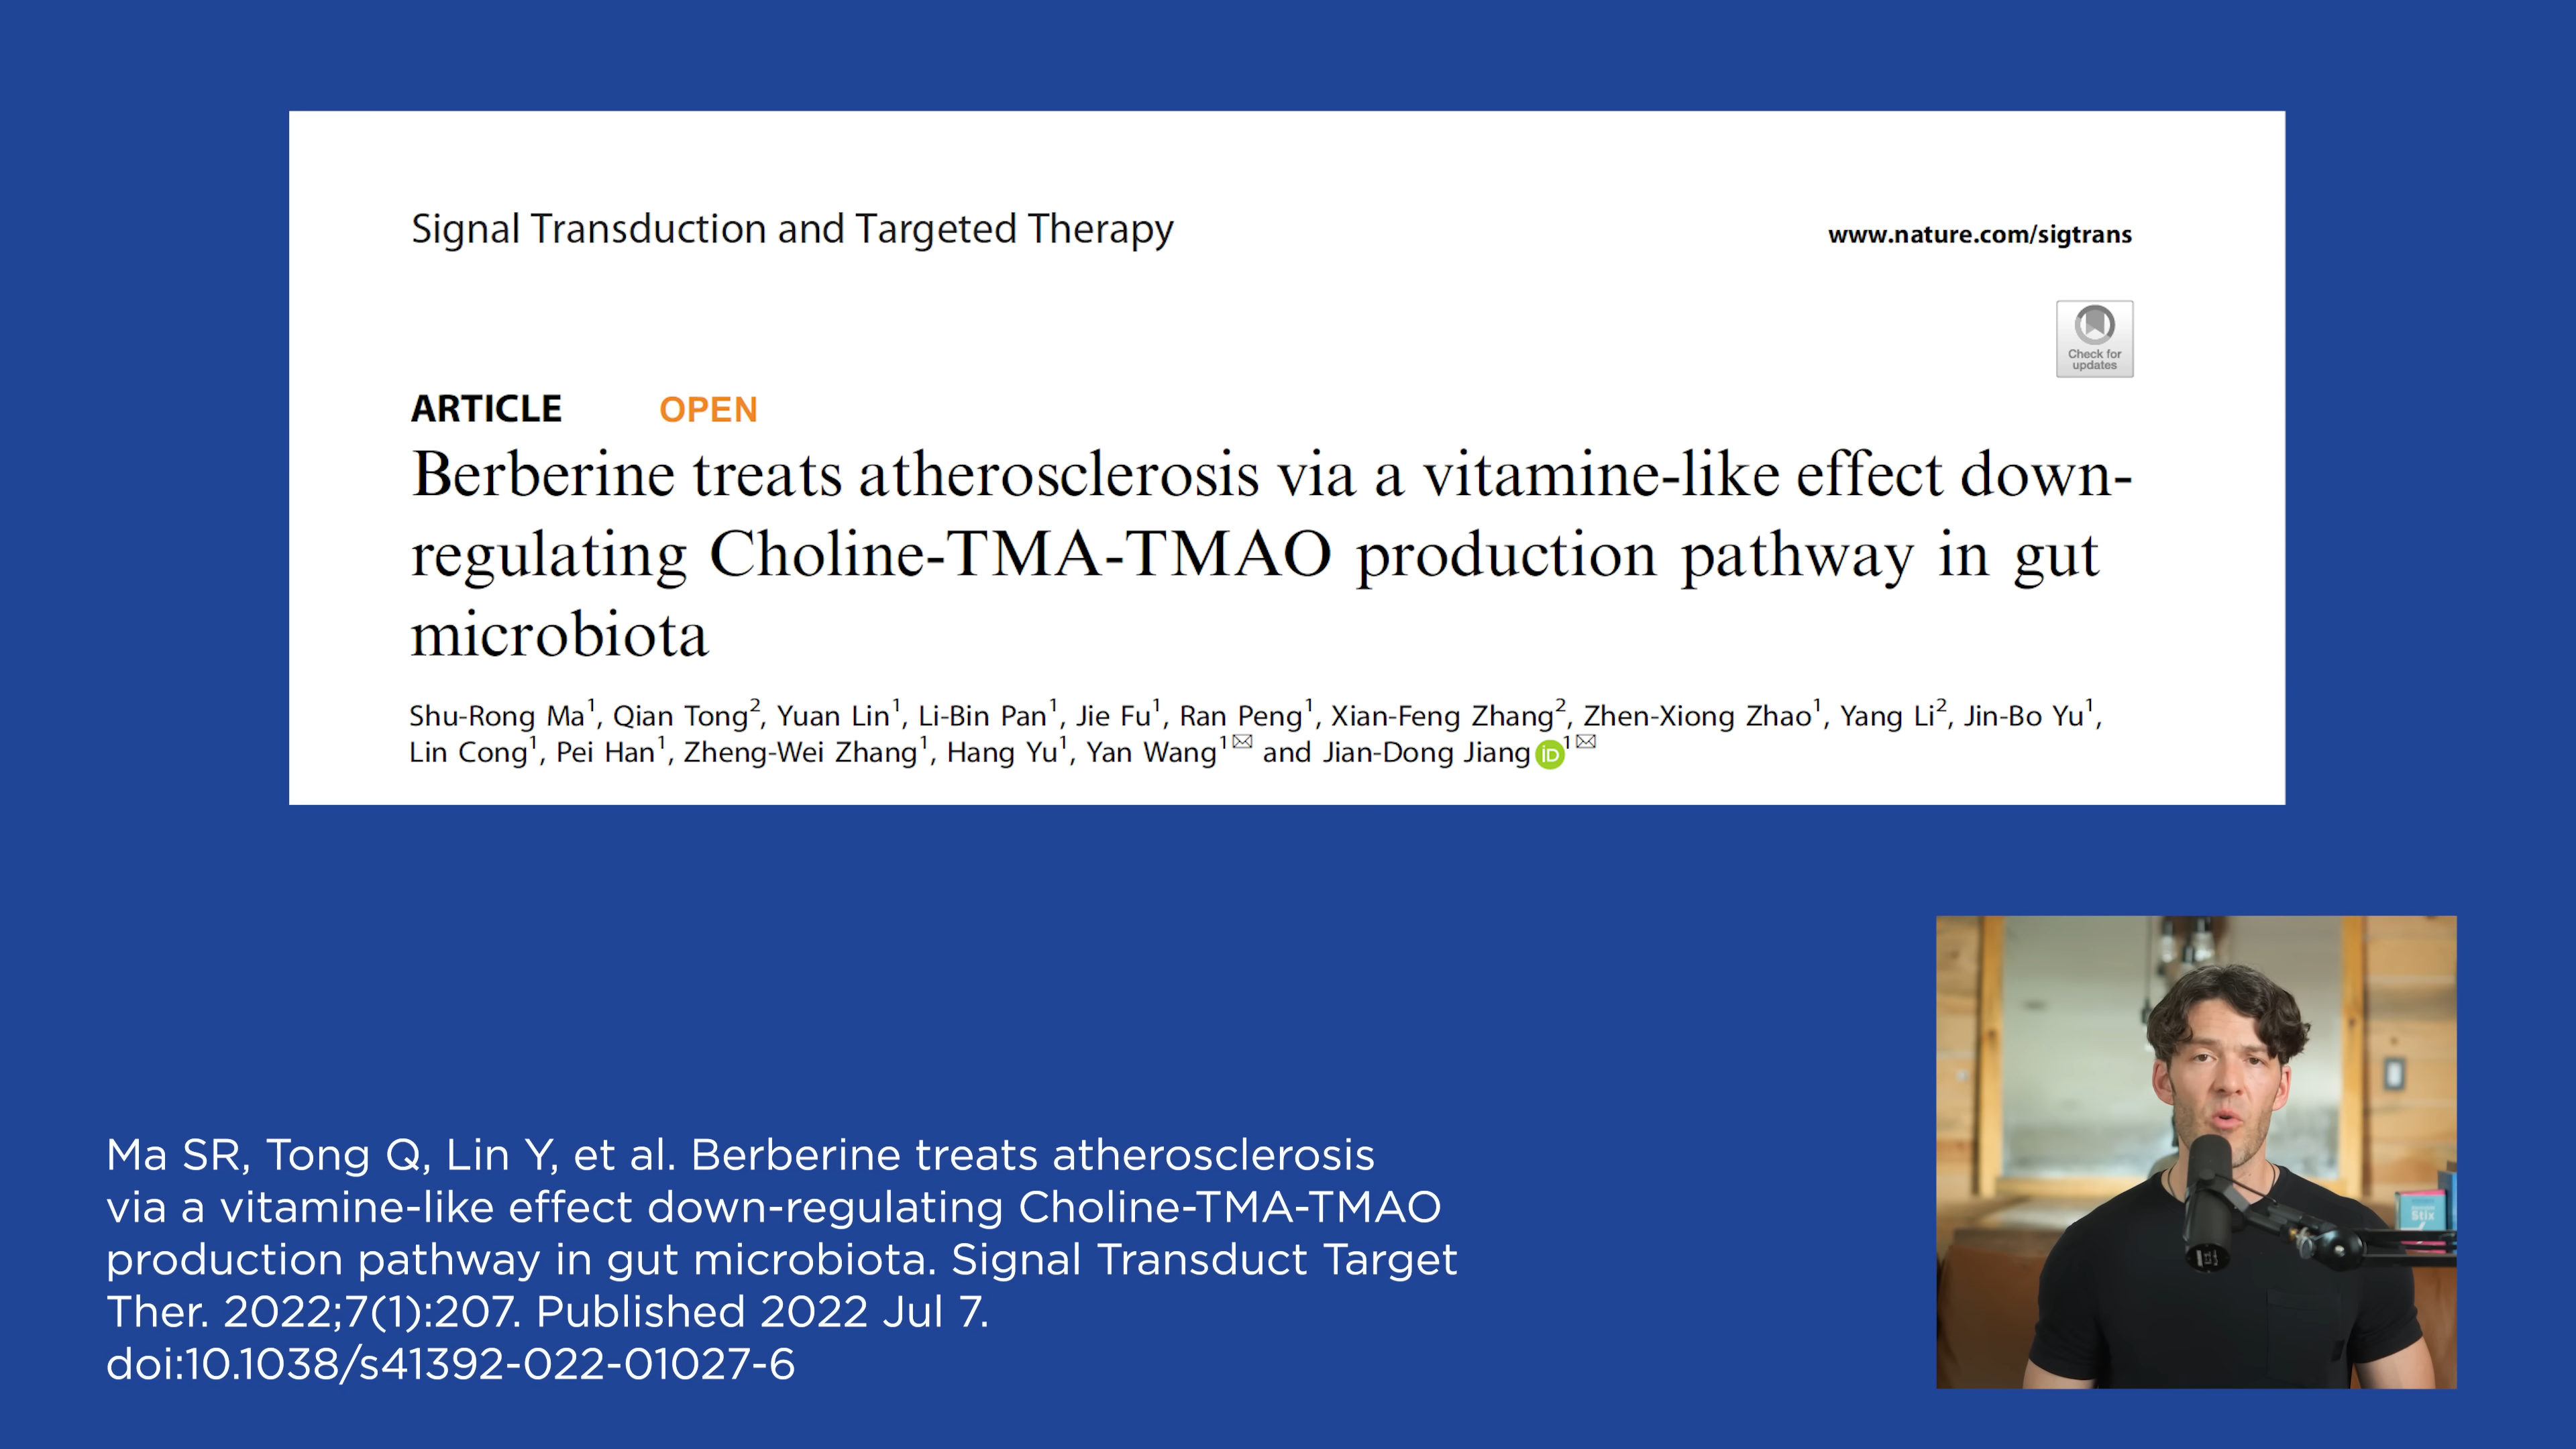 Signal Transduction and Targeted Therapy
www.nature.com/sigtrans
Check for
updates
ARTICLE OPEN
Berberine treats atherosclerosis via a vitamine-like effect down-
regulating Choline-TMA-TMAO production pathway in gut
microbiota
Shu-Rong Ma¹, Qian Tong², Yuan Lin¹, Li-Bin Pan¹, Jie Fu¹, Ran Peng¹, Xian-Feng Zhang², Zhen-Xiong Zhao¹, Yang Li², Jin-Bo Yu¹,
Lin Cong¹, Pei Han¹, Zheng-Wei Zhang¹, Hang Yu¹, Yan Wang¹✉ and Jian-Dong Jiang iD ¹✉
Stix
Ma SR, Tong Q, Lin Y, et al. Berberine treats atherosclerosis
via a vitamine-like effect down-regulating Choline-TMA-TMAO
production pathway in gut microbiota. Signal Transduct Target
Ther. 2022;7(1):207. Published 2022 Jul 7.
doi:10.1038/s41392-022-01027-6